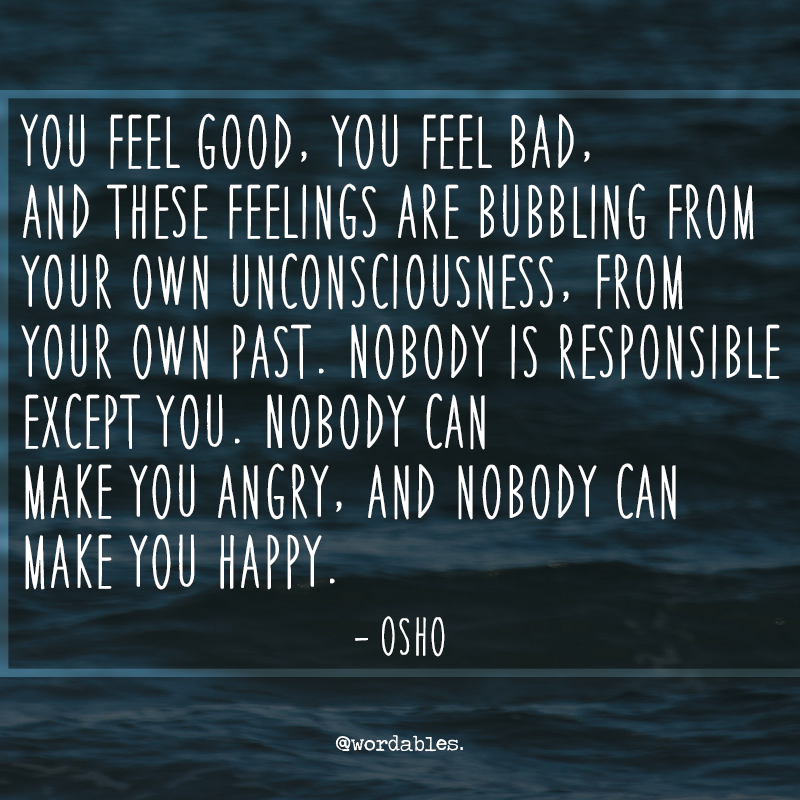 YOU FEEL GOOD, YOU FEEL BAD,
AND THESE FEELINGS ARE BUBBLING FROM
YOUR OWN UNCONSCIOUSNESS, FROM
YOUR OWN PAST. NOBODY IS RESPONSIBLE
EXCEPT YOU. NOBODY CAN
MAKE YOU ANGRY, AND NOBODY CAN
MAKE YOU HAPPY.
- OSHO
@wordables.